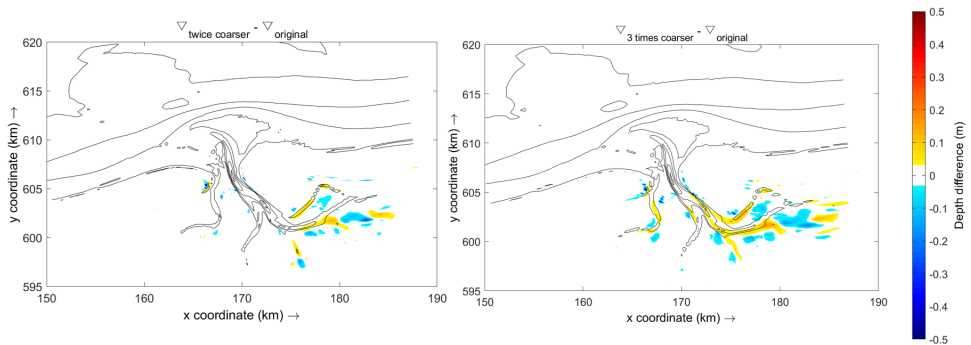 ▽ twice coarser - ▽ original
620
615
610
605
600
595
y coordinate (km) →
150 160 170 180 190
x coordinate (km) →
▽ 3 times coarser - ▽ original
620
615
610
605
600
595
y coordinate (km) →
150 160 170 180 190
x coordinate (km) →
0.5
0.4
0.3
0.2
0.1
0
-0.1
-0.2
-0.3
-0.4
-0.5
Depth difference (m)